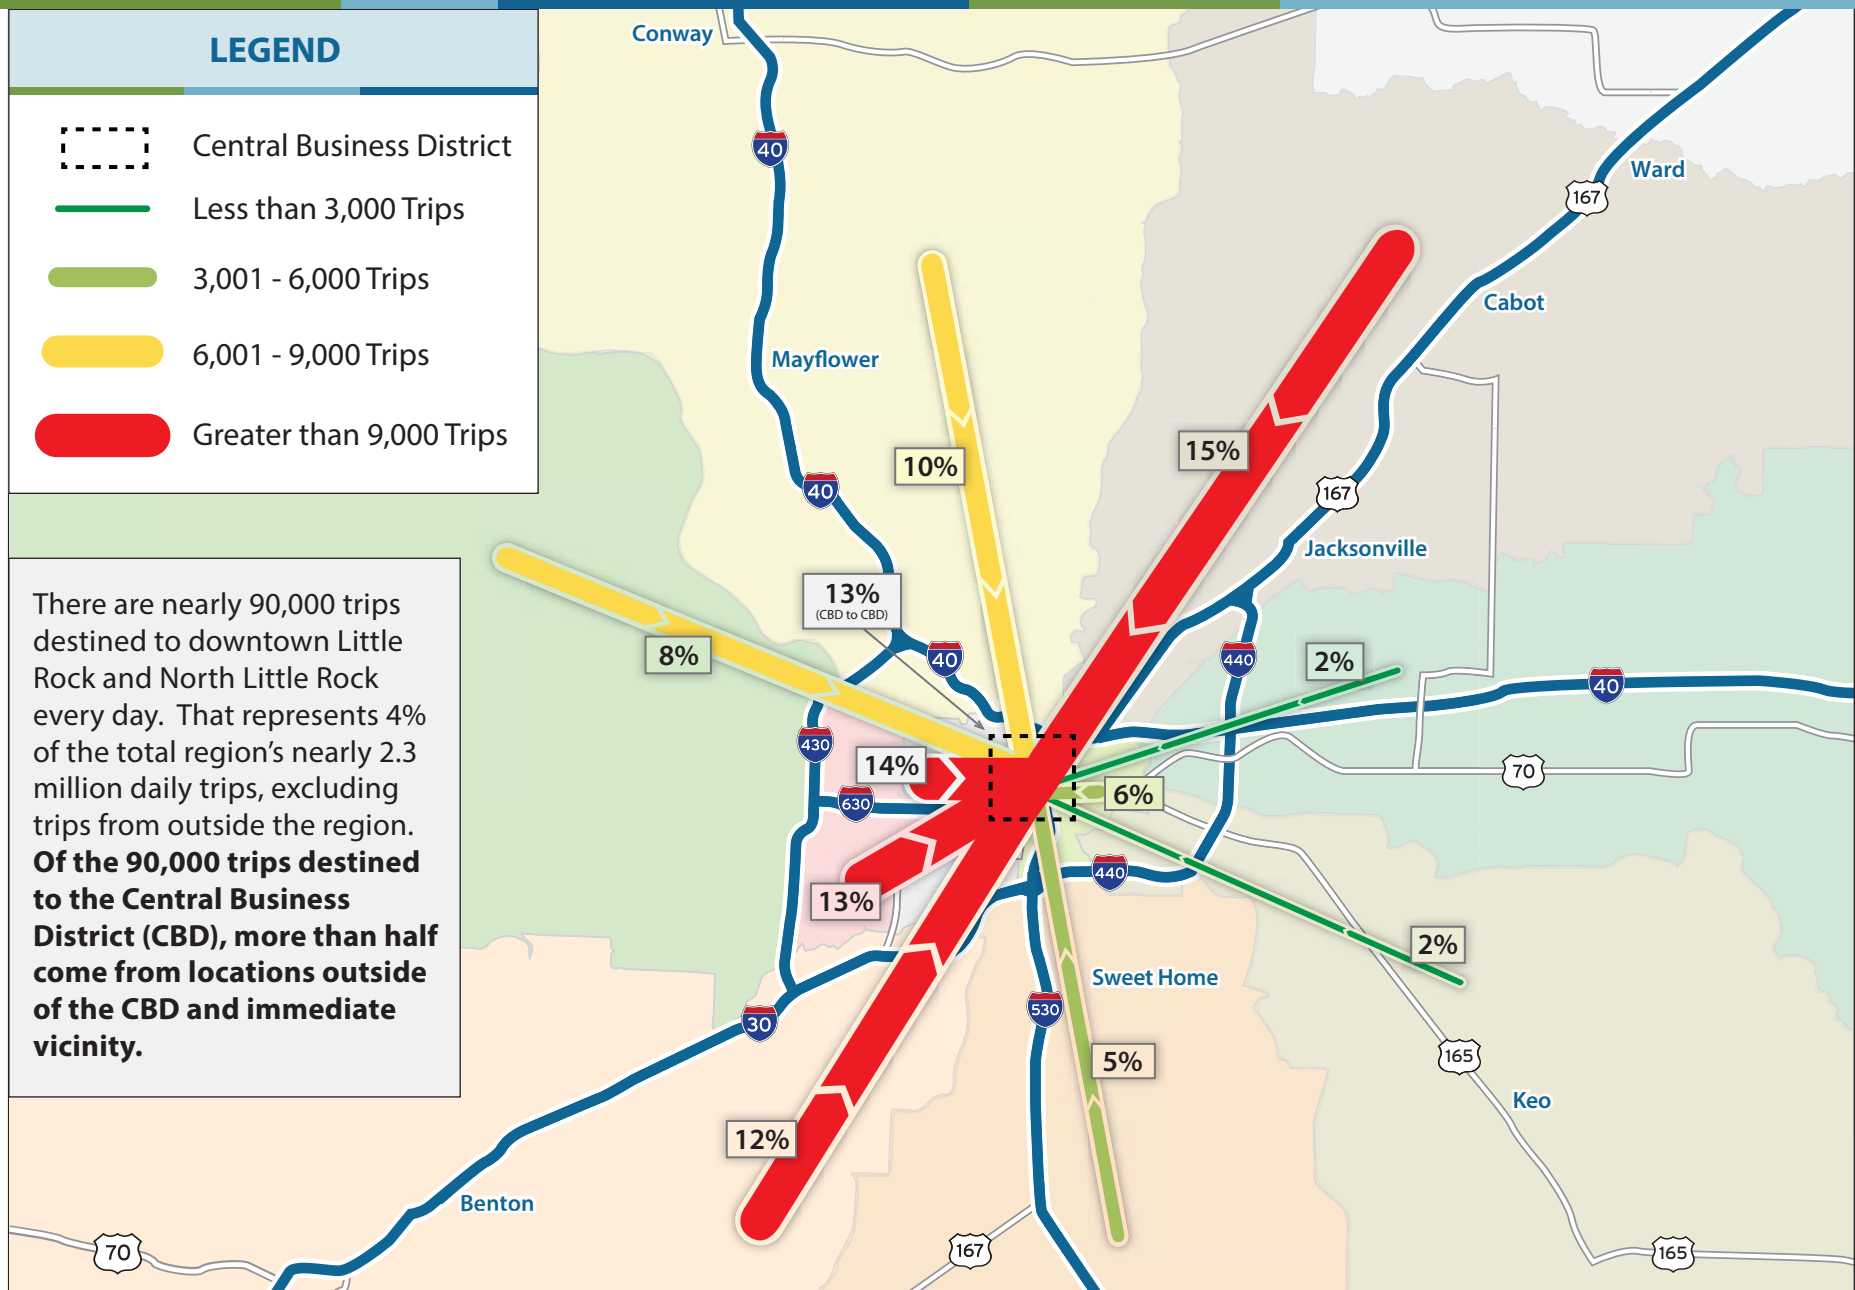 LEGEND
Central Business District
Less than 3,000 Trips
3,001 - 6,000 Trips
6,001 - 9,000 Trips
Greater than 9,000 Trips
There are nearly 90,000 trips
destined to downtown Little
Rock and North Little Rock
every day.  That represents 4%
of the total region's nearly 2.3
million daily trips, excluding
trips from outside the region.
Of the 90,000 trips destined
to the Central Business
District (CBD), more than half
come from locations outside
of the CBD and immediate
vicinity.
Conway
40
Ward
167
Cabot
Mayflower
10%
15%
40
167
Jacksonville
13%
(CBD to CBD)
8%
40
440
2%
40
430
14%
70
630
6%
440
13%
2%
Sweet Home
530
30
5%
165
Keo
12%
Benton
70
167
165